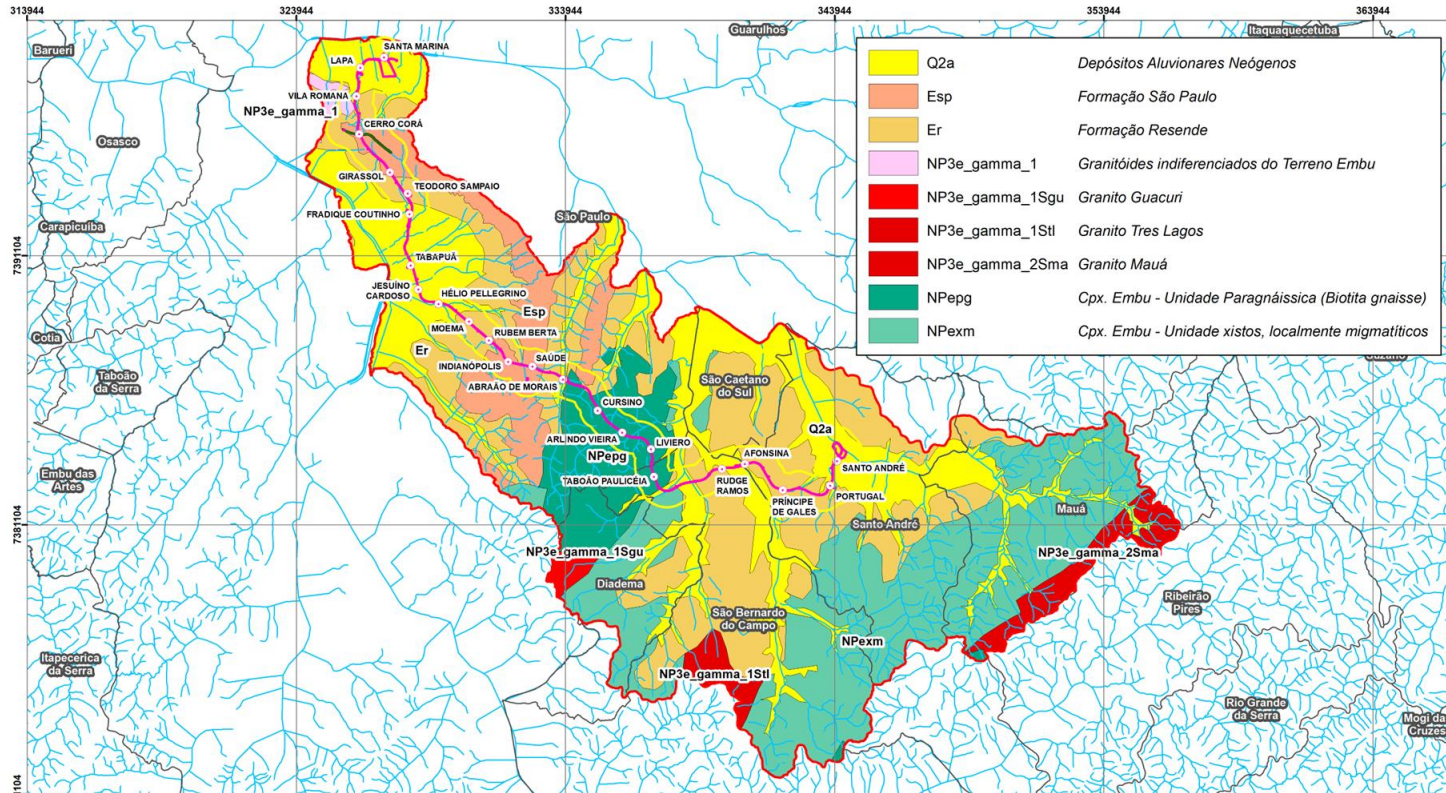 313944
323944
333944
343944
353944
363944
Barueri
Guarulhos
Itaquaquecetuba
SANTA MARINA
LAPA
VILA ROMANA
NP3e_gamma_1
CERRO CORÁ
Osasco
GIRASSOL
TEODORO SAMPAIO
FRADIQUE COUTINHO
São Paulo
Carapicuíba
TABAPUÃ
7391104
JESUÍNO
CARDOSO
HÉLIO PELLEGRINO
Esp
MOEMA
RUBEM BERTA
Cotia
Er
INDIANÓPOLIS
SAÚDE
Taboão
da Serra
ABRAÃO DE MORAIS
São Caetano
do Sul
CURSINO
Q2a
ARLINDO VIEIRA
LIVIERO
AFONSINA
NPepg
SANTO ANDRÉ
Embu das
Artes
TABOÃO PAULICÉIA
RUDGE
RAMOS
PRÍNCIPE
DE GALES
PORTUGAL
Mauá
Santo André
7381104
NP3e_gamma_1Sgu
NP3e_gamma_2Sma
Diadema
Ribeirão
Pires
São Bernardo
do Campo
NPexm
Itapecerica
da Serra
NP3e_gamma_1Stl
Rio Grande
da Serra
Mogi da
Cruzes
1104
Q2a Depósitos Aluvionares Neógenos
Esp Formação São Paulo
Er Formação Resende
NP3e_gamma_1 Granitóides indiferenciados do Terreno Embu
NP3e_gamma_1Sgu Granito Guacuri
NP3e_gamma_1Stl Granito Tres Lagos
NP3e_gamma_2Sma Granito Mauá
NPepg Cpx. Embu - Unidade Paragnáissica (Biotita gnaisse)
NPexm Cpx. Embu - Unidade xistos, localmente migmatíticos